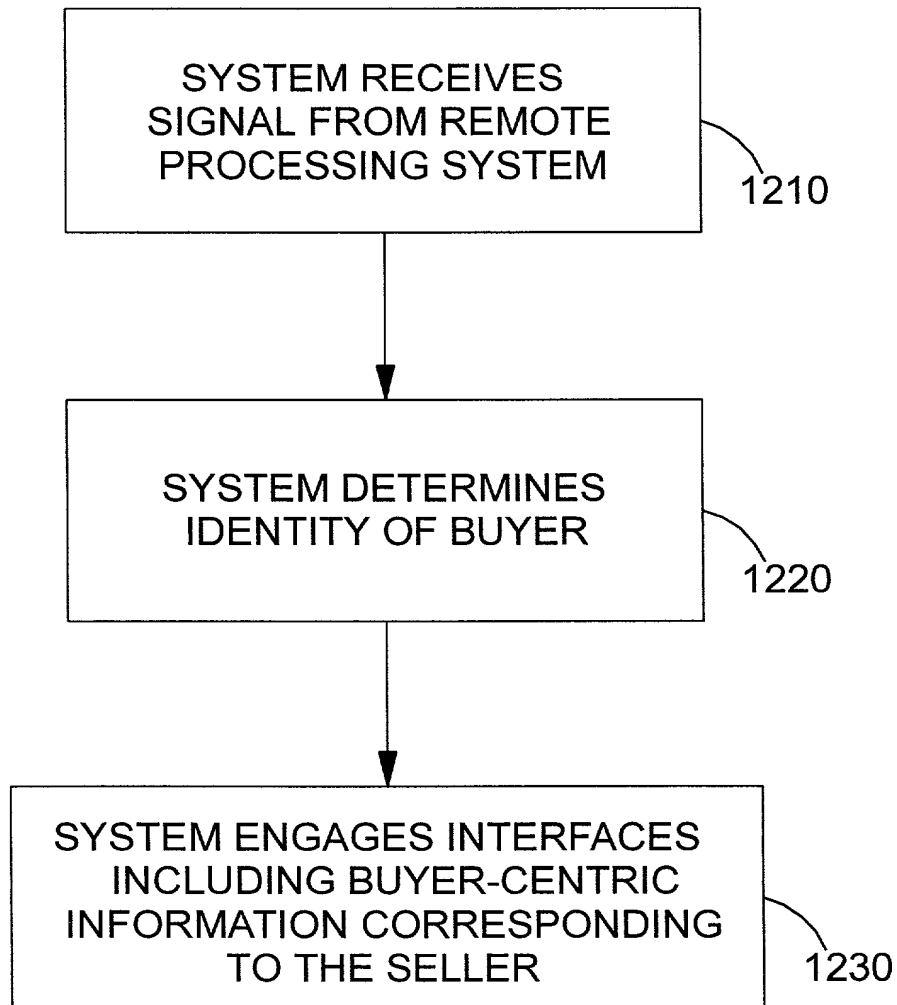 SYSTEM RECEIVES
SIGNAL FROM REMOTE
PROCESSING SYSTEM
1210
SYSTEM DETERMINES
IDENTITY OF BUYER
1220
SYSTEM ENGAGES INTERFACES
INCLUDING BUYER-CENTRIC
INFORMATION CORRESPONDING
TO THE SELLER
1230